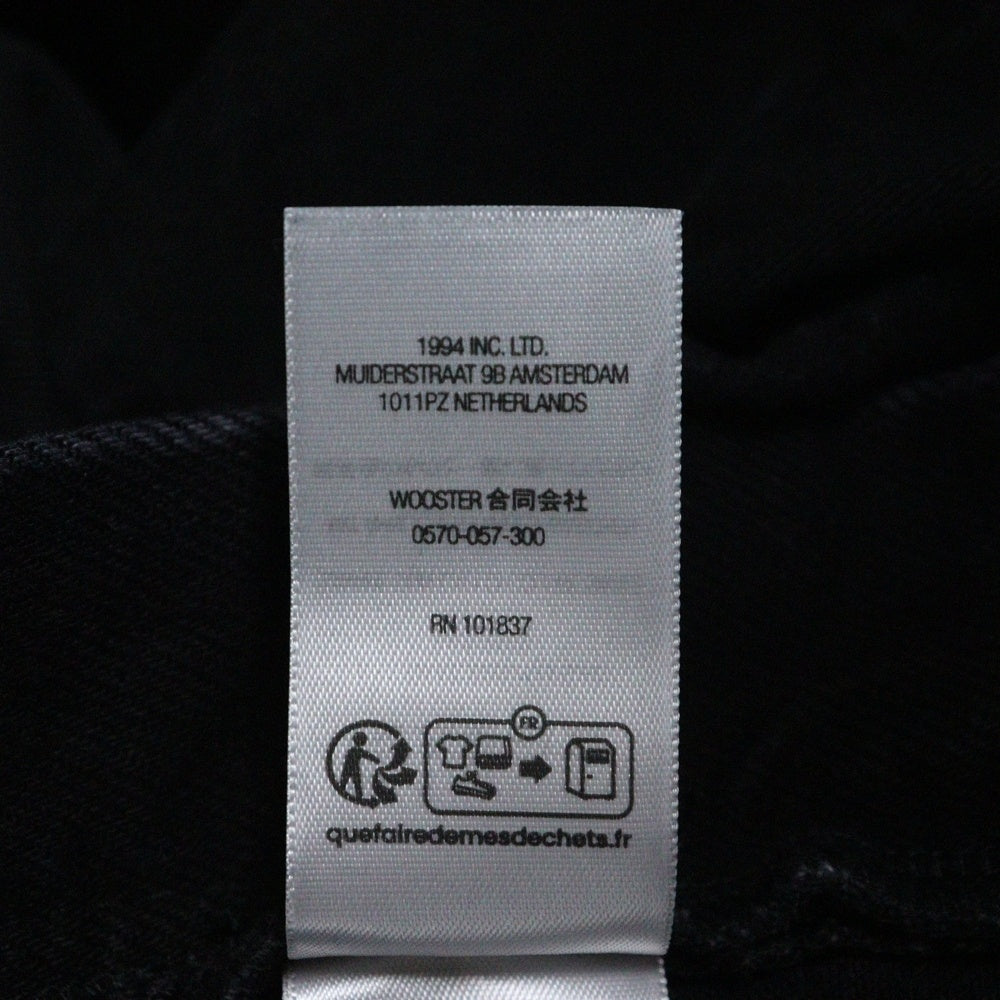 1994 INC. LTD.
MUIDERSTRAAT 9B AMSTERDAM
1011PZ NETHERLANDS
WOOSTER 合同会社
0570-057-300
RN 101837
FR
quefairedemesdechets.fr